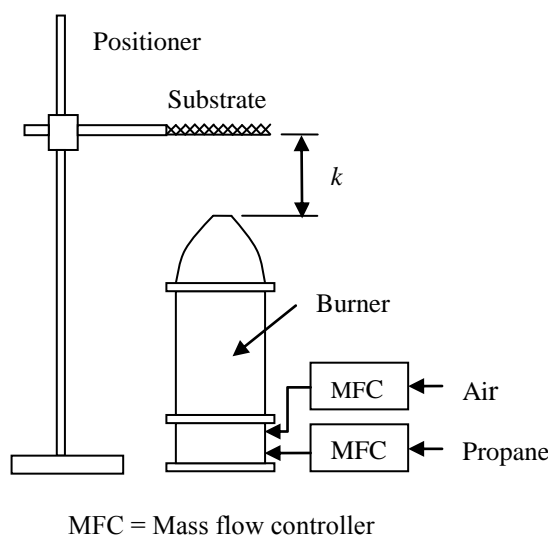 Positioner
Substrate
k
Burner
MFC
Air
MFC
Propane
MFC = Mass flow controller